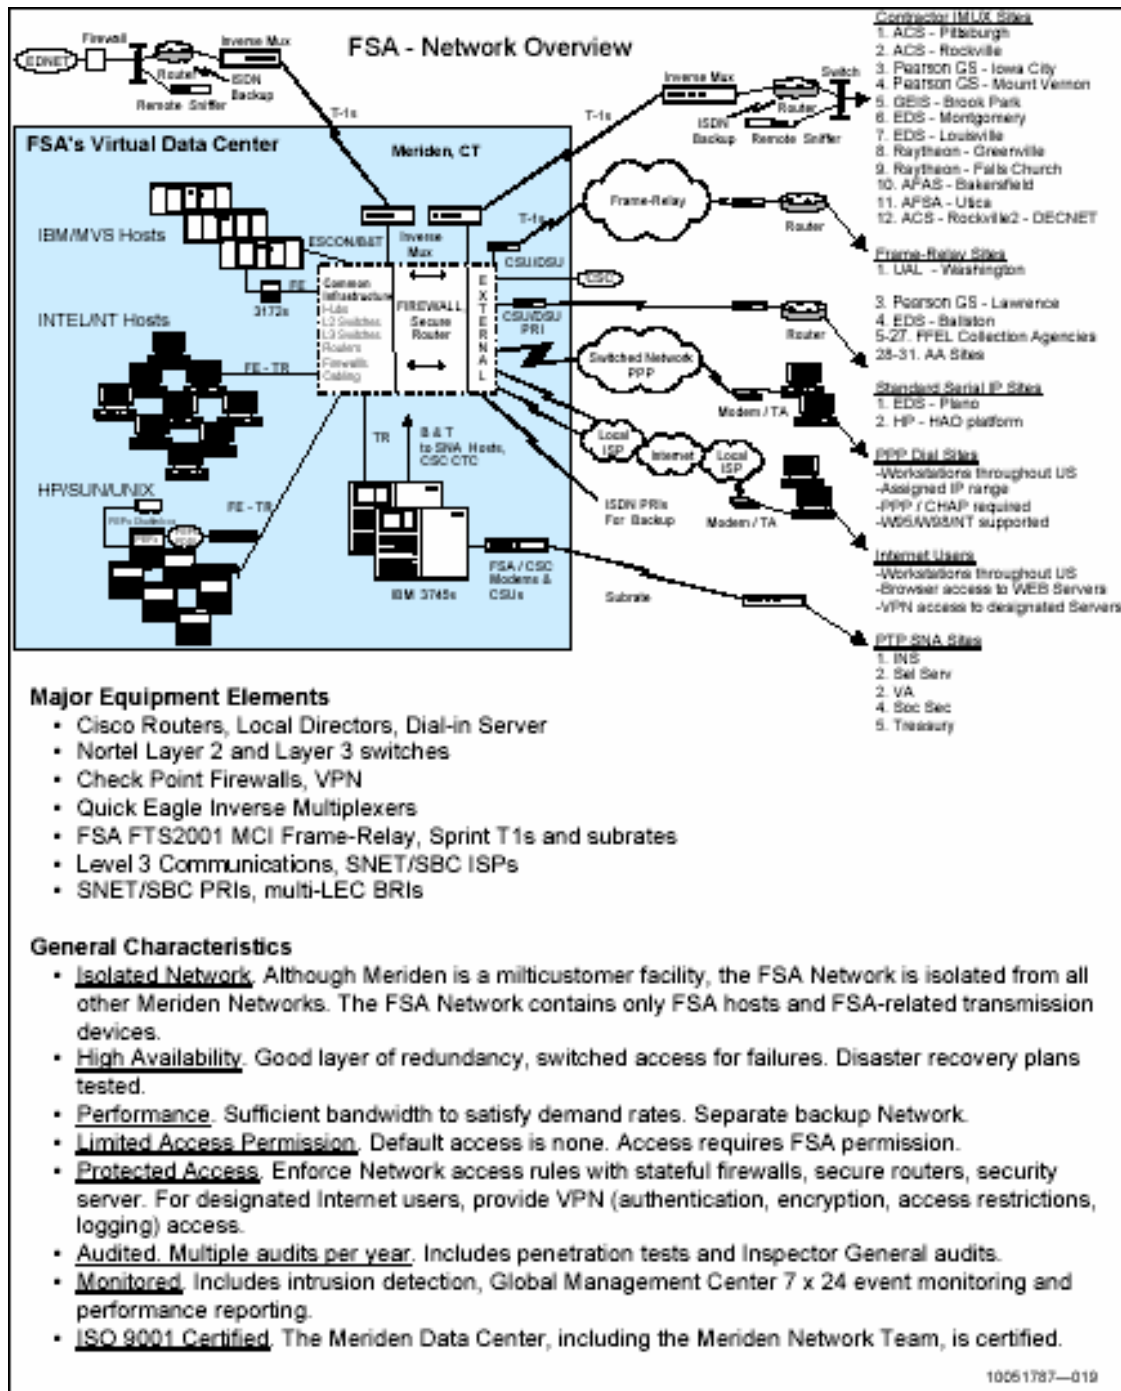 FSA - Network Overview
EDNET
Firewall
Router
ISDN
Backup
Remote Sniffer
Inverse Mux
T-1s
Inverse Mux
Switch
Router
ISDN
Backup
Remote Sniffer
T-1s
Contractor IMUX Sites
1. ACS - Pittsburgh
2. ACS - Rockville
3. Pearson GS - Iowa City
4. Pearson GS - Mount Vernon
5. GEIS - Brook Park
6. EDS - Montgomery
7. EDS - Louisville
8. Raytheon - Greenville
9. Raytheon - Falls Church
10. AFAS - Bakersfield
11. AFSA - Utica
12. ACS - Rockville2 - DECNET
FSA's Virtual Data Center
Meriden, CT
IBM/MVS Hosts
ESCON/B&T
Inverse
Mux
T-1s
CSU/DSU
Frame-Relay
Router
Frame-Relay Sites
1. UAL - Washington
3. Pearson GS - Lawrence
4. EDS - Ballston
5-27. FFEL Collection Agencies
28-31. AA Sites
FE
3172s
Common
Infrastructure
Hubs
L2 Switches
L3 Switches
Routers
Firewalls
Cabling
FIREWALL,
Secure
Router
EXTERNAL
CSC
CSU/DSU
PRI
Router
INTEL/NT Hosts
FE - TR
Switched Network
PPP
Modem / TA
Standard Serial IP Sites
1. EDS - Plano
2. HP - HAO platform
PPP Dial Sites
-Workstations throughout US
-Assigned IP range
-PPP / CHAP required
-W95/W98/NT supported
TR
B & T
to SNA Hosts,
CSC CTC
Local
ISP
Internet
Local
ISP
Modem / TA
ISDN PRIs
For Backup
Internet Users
-Workstations throughout US
-Browser access to WEB Servers
-VPN access to designated Servers
HP/SUN/UNIX
FE - TR
IBM 3745s
FSA / CSC
Modems &
CSUs
Subrate
PTP SNA Sites
1. INS
2. Sel Serv
2. VA
4. Soc Sec
5. Treasury
Major Equipment Elements
• Cisco Routers, Local Directors, Dial-in Server
• Nortel Layer 2 and Layer 3 switches
• Check Point Firewalls, VPN
• Quick Eagle Inverse Multiplexers
• FSA FTS2001 MCI Frame-Relay, Sprint T1s and subrates
• Level 3 Communications, SNET/SBC ISPs
• SNET/SBC PRIs, multi-LEC BRIs
General Characteristics
• Isolated Network. Although Meriden is a milticustomer facility, the FSA Network is isolated from all
other Meriden Networks. The FSA Network contains only FSA hosts and FSA-related transmission
devices.
• High Availability. Good layer of redundancy, switched access for failures. Disaster recovery plans
tested.
• Performance. Sufficient bandwidth to satisfy demand rates. Separate backup Network.
• Limited Access Permission. Default access is none. Access requires FSA permission.
• Protected Access. Enforce Network access rules with stateful firewalls, secure routers, security
server. For designated Internet users, provide VPN (authentication, encryption, access restrictions,
logging) access.
• Audited. Multiple audits per year. Includes penetration tests and Inspector General audits.
• Monitored. Includes intrusion detection, Global Management Center 7 x 24 event monitoring and
performance reporting.
• ISO 9001 Certified. The Meriden Data Center, including the Meriden Network Team, is certified.
10051787—019